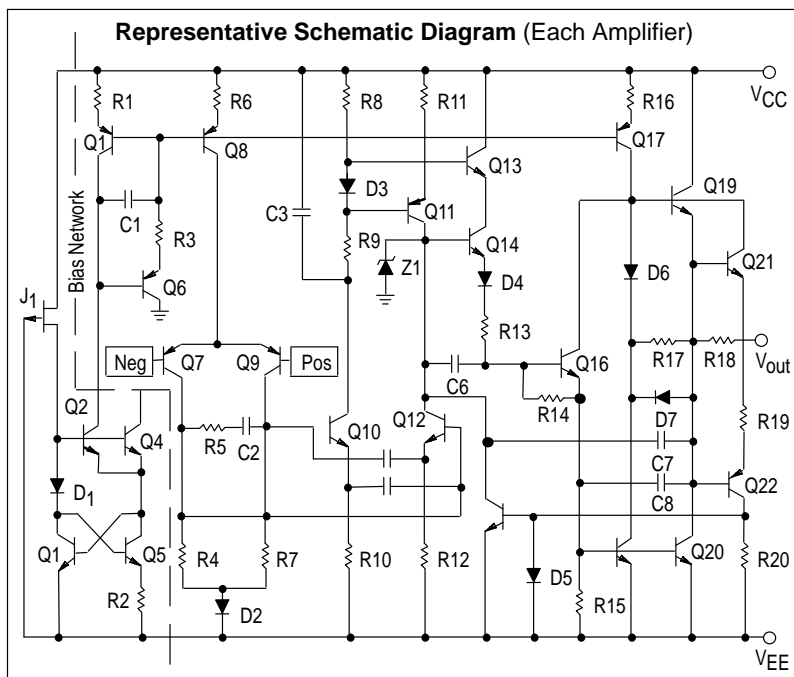 Representative Schematic Diagram (Each Amplifier)
VCC
R1
R6
R8
R11
R16
Q1
Q8
Q17
Q13
D3
Q19
C1
C3
Q11
Bias Network
R3
R9
Q14
Q21
Z1
D4
D6
Q6
J1
R13
R17
R18
Vout
Neg
Q7
Q9
Pos
Q16
C6
R14
D7
Q2
Q4
Q10
Q12
R19
R5
C2
C7
D1
C8
Q22
Q1
Q5
R4
R7
R10
R12
D5
Q20
R20
R2
D2
R15
VEE